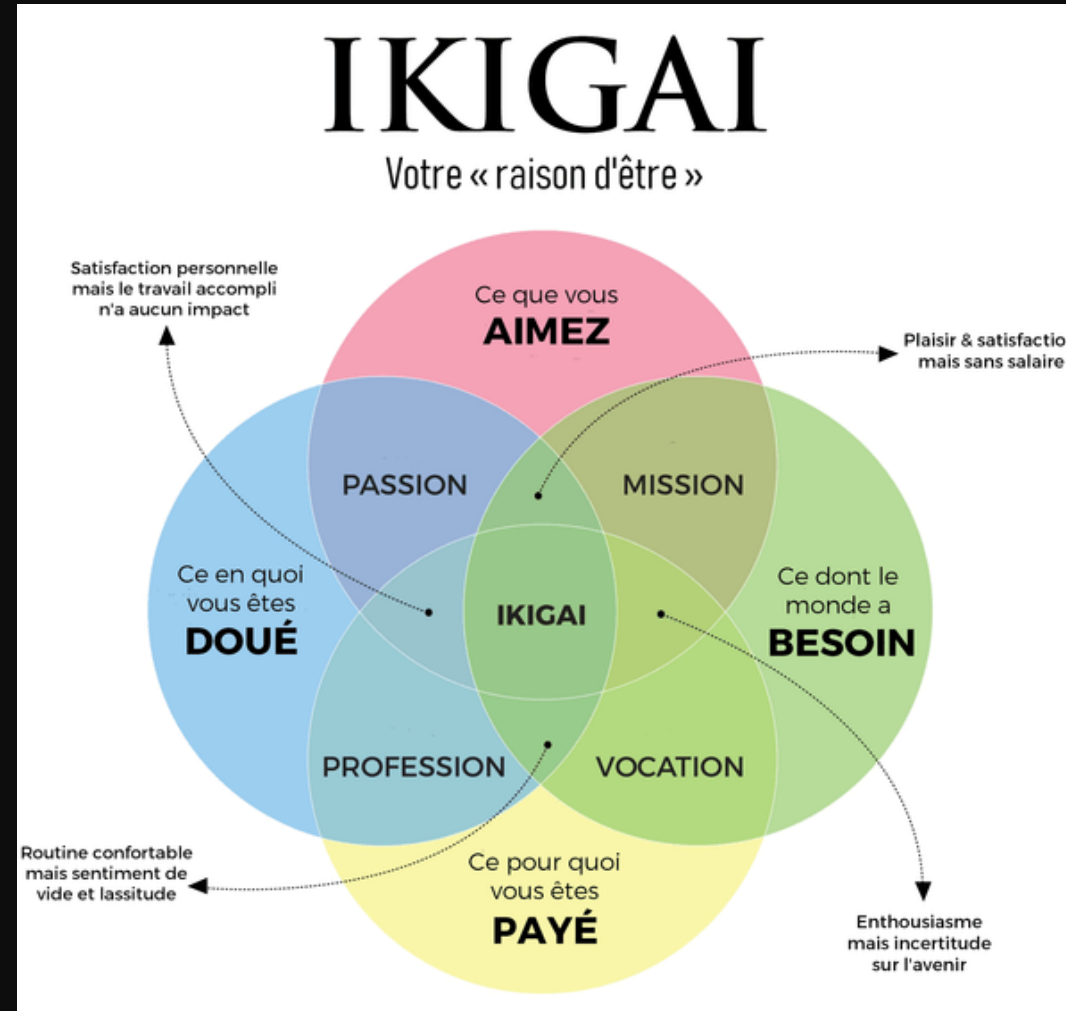 IKIGAI
Votre « raison d'être »
Satisfaction personnelle
mais le travail accompli
n'a aucun impact
Ce que vous
AIMEZ
Plaisir & satisfactio
mais sans salaire
PASSION
MISSION
Ce en quoi
vous êtes
DOUÉ
IKIGAI
Ce dont le
monde a
BESOIN
PROFESSION
VOCATION
Routine confortable
mais sentiment de
vide et lassitude
Ce pour quoi
vous êtes
PAYÉ
Enthousiasme
mais incertitude
sur l'avenir